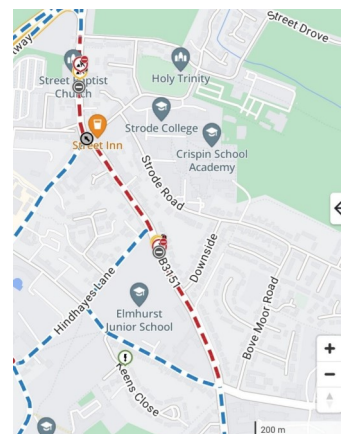 Street Drove
tway
Street Baptist
Church
Holy Trinity
Strode College
Street Inn
Crispin School
Academy
Strode Road
B3151
Downside
Hindhayes Lane
Bove Moor Road
Elmhurst
Junior School
Keens Close
+
−
200 m